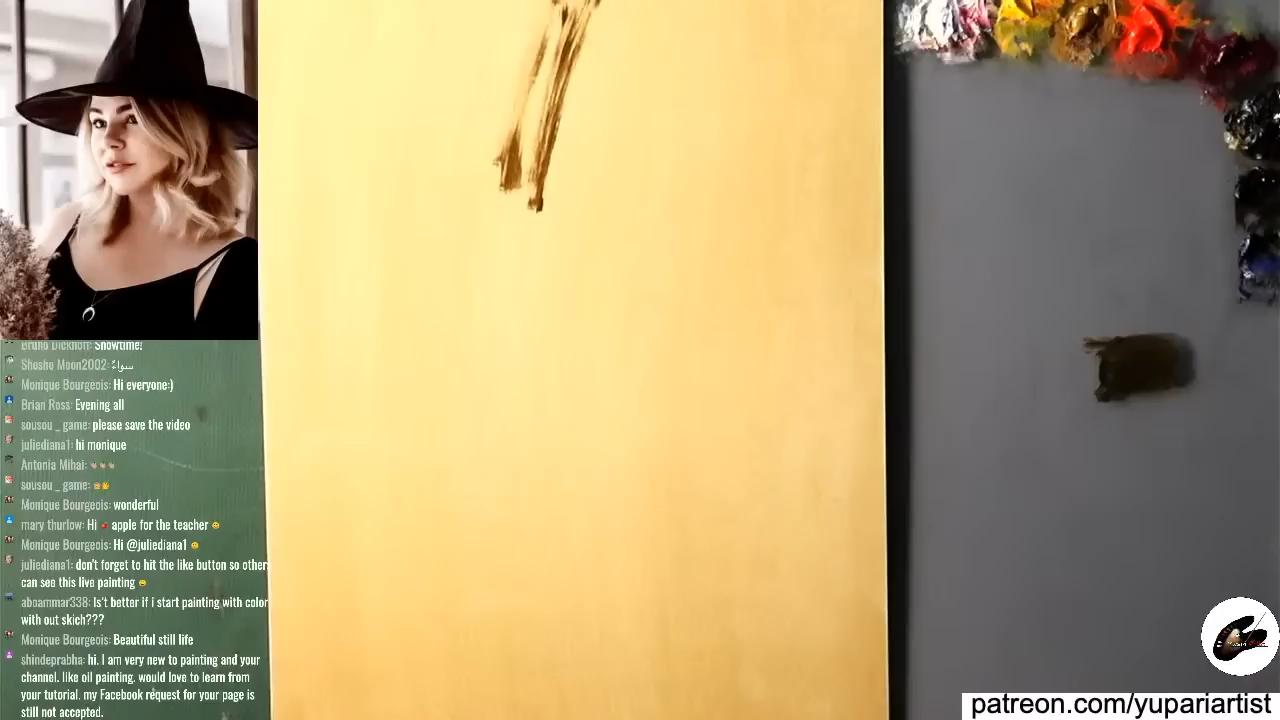 Bruno Dickhoff: Showtime!
Shosho Moon2002: سواءً
Monique Bourgeois: Hi everyone:)
Brian Ross: Evening all
sousou _ game: please save the video
juliediana1: hi monique
Antonia Mihai: 👏🏼👏🏼👏🏼
sousou _ game:
Monique Bourgeois: wonderful
mary thurlow: Hi 🍎 apple for the teacher 🙂
Monique Bourgeois: Hi @juliediana1 🙂
juliediana1: don't forget to hit the like button so other
can see this live painting
aboammar338: Is't better if i start painting with color
with out skich???
Monique Bourgeois: Beautiful still life
shindeprabha: hi. I am very new to painting and your
channel. like oil painting. would love to learn from
your tutorial. my Facebook request for your page is
still not accepted.
patreon.com/yupariartist